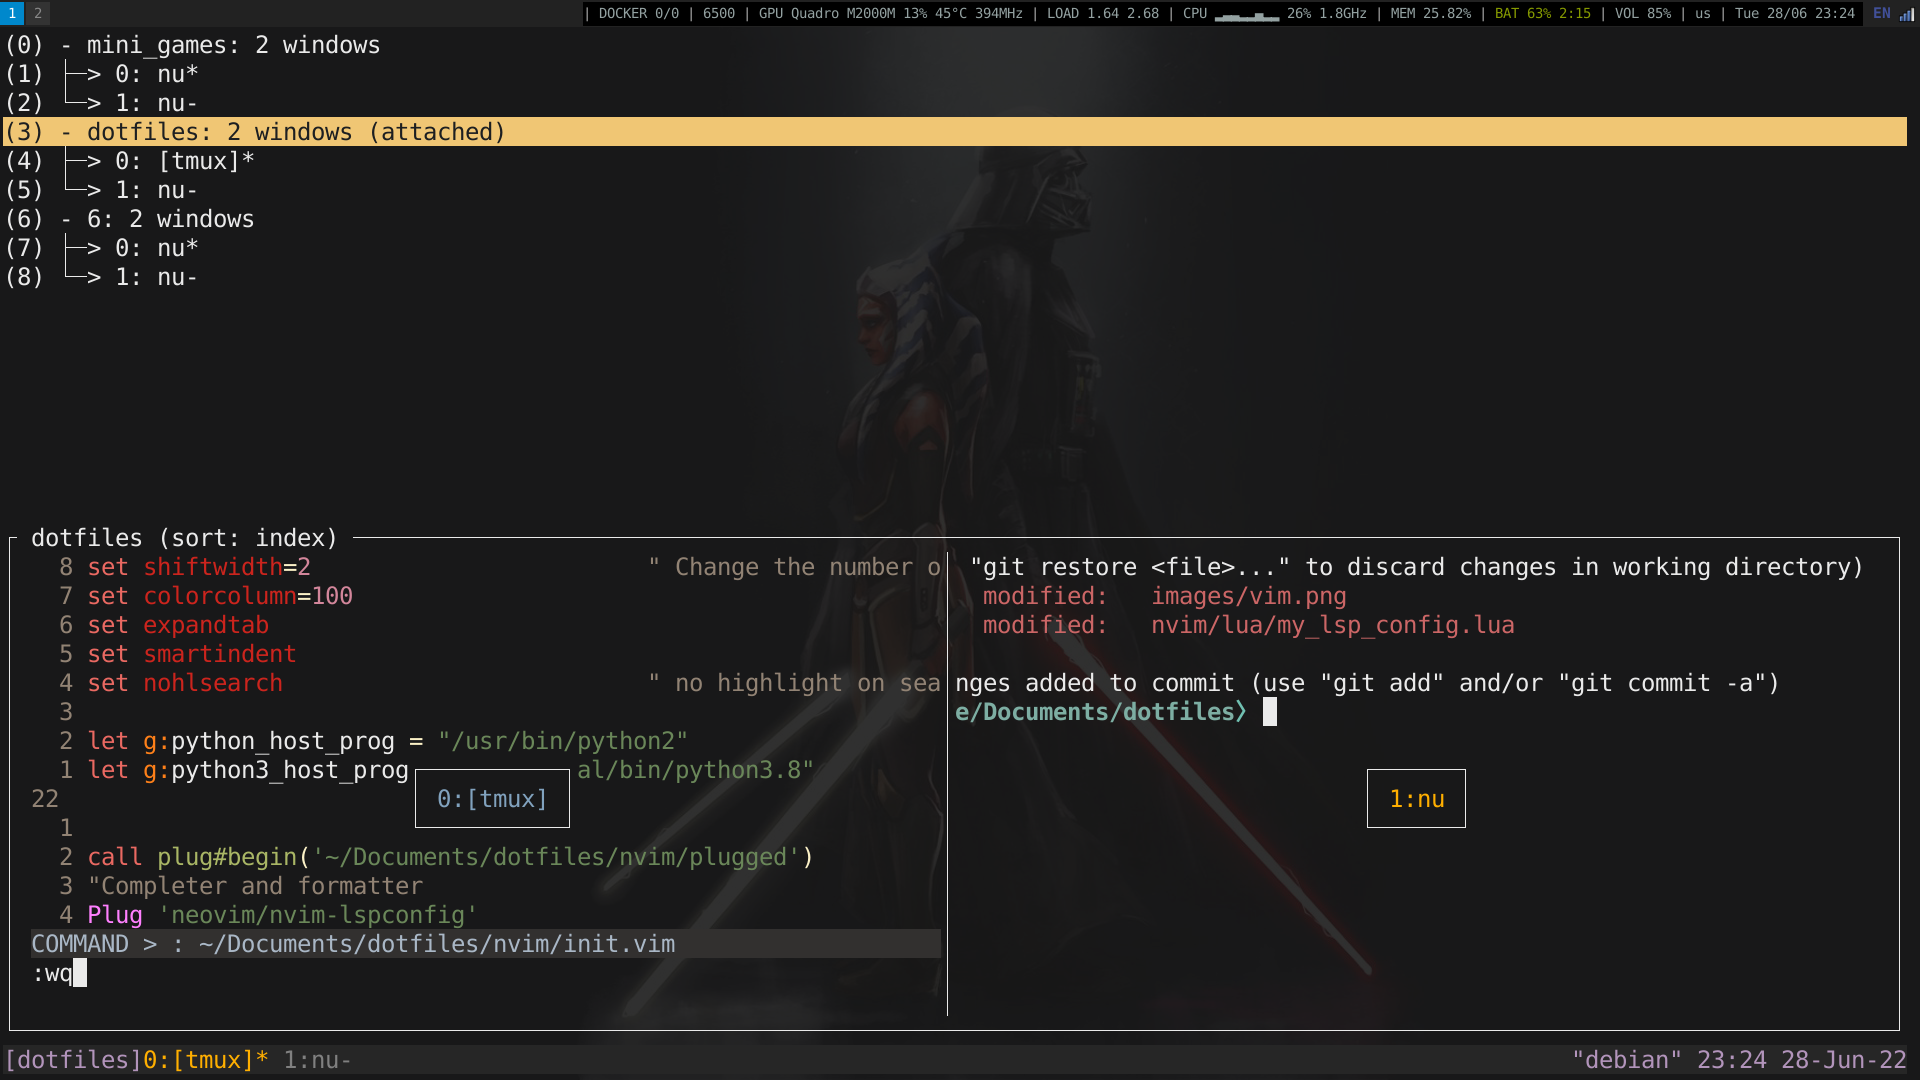 1 2 | DOCKER 0/0 | 6500 | GPU Quadro M2000M 13% 45°C 394MHz | LOAD 1.64 2.68 | CPU 26% 1.8GHz | MEM 25.82% | BAT 63% 2:15 | VOL 85% | us | Tue 28/06 23:24 EN
(0) - mini_games: 2 windows
(1) ├─> 0: nu*
(2) └─> 1: nu-
(3) - dotfiles: 2 windows (attached)
(4) ├─> 0: [tmux]*
(5) └─> 1: nu-
(6) - 6: 2 windows
(7) ├─> 0: nu*
(8) └─> 1: nu-
dotfiles (sort: index)
8 set shiftwidth=2 " Change the number o
7 set colorcolumn=100
6 set expandtab
5 set smartindent
4 set nohlsearch " no highlight on sea
3
2 let g:python_host_prog = "/usr/bin/python2"
1 let g:python3_host_prog al/bin/python3.8"
22
0:[tmux]
1
2 call plug#begin('~/Documents/dotfiles/nvim/plugged')
3 "Completer and formatter
4 Plug 'neovim/nvim-lspconfig'
COMMAND > : ~/Documents/dotfiles/nvim/init.vim
:wq
"git restore <file>..." to discard changes in working directory)
modified: images/vim.png
modified: nvim/lua/my_lsp_config.lua
nges added to commit (use "git add" and/or "git commit -a")
e/Documents/dotfiles〉
1:nu
[dotfiles]0:[tmux]* 1:nu- "debian" 23:24 28-Jun-22